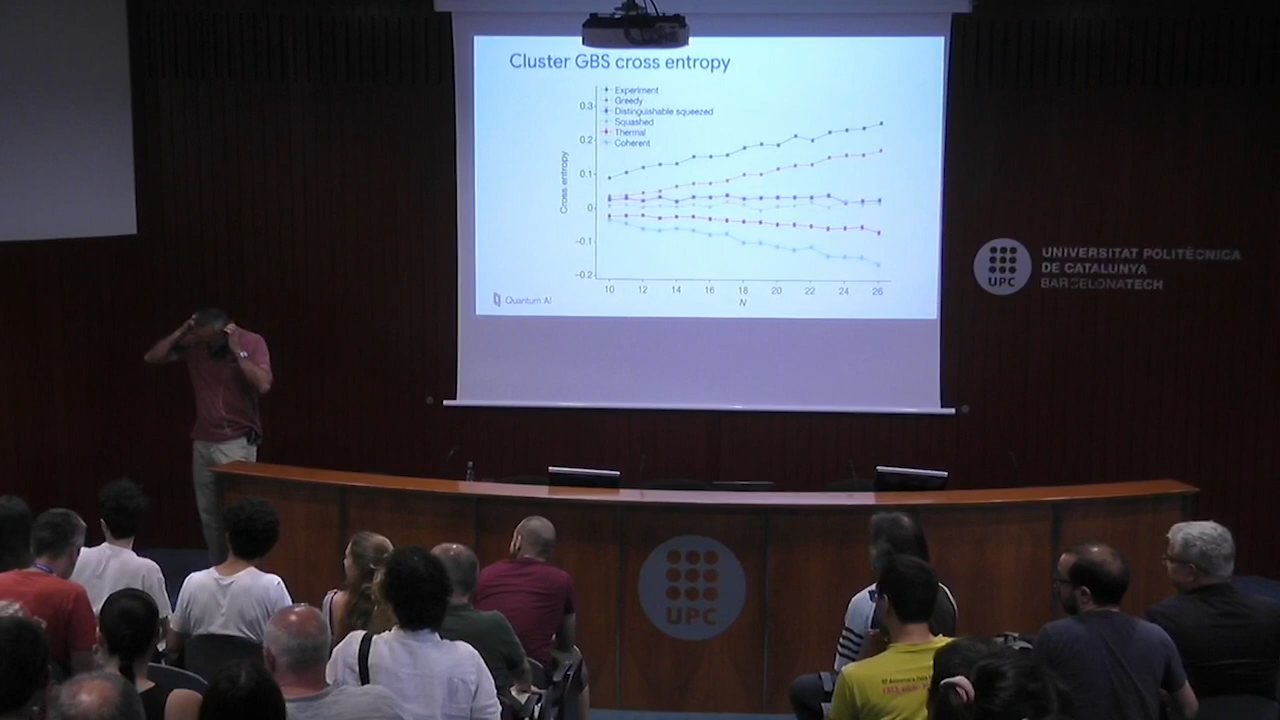 Cluster GBS cross entropy
Experiment
Greedy
Distinguishable squeezed
Squashed
Thermal
Coherent
0.3
0.2
0.1
0
−0.1
−0.2
Cross entropy
10 12 14 16 18 20 22 24 26
N
Quantum AI
UNIVERSITAT POLITÈCNICA
DE CATALUNYA
BARCELONATECH
UPC
UPC